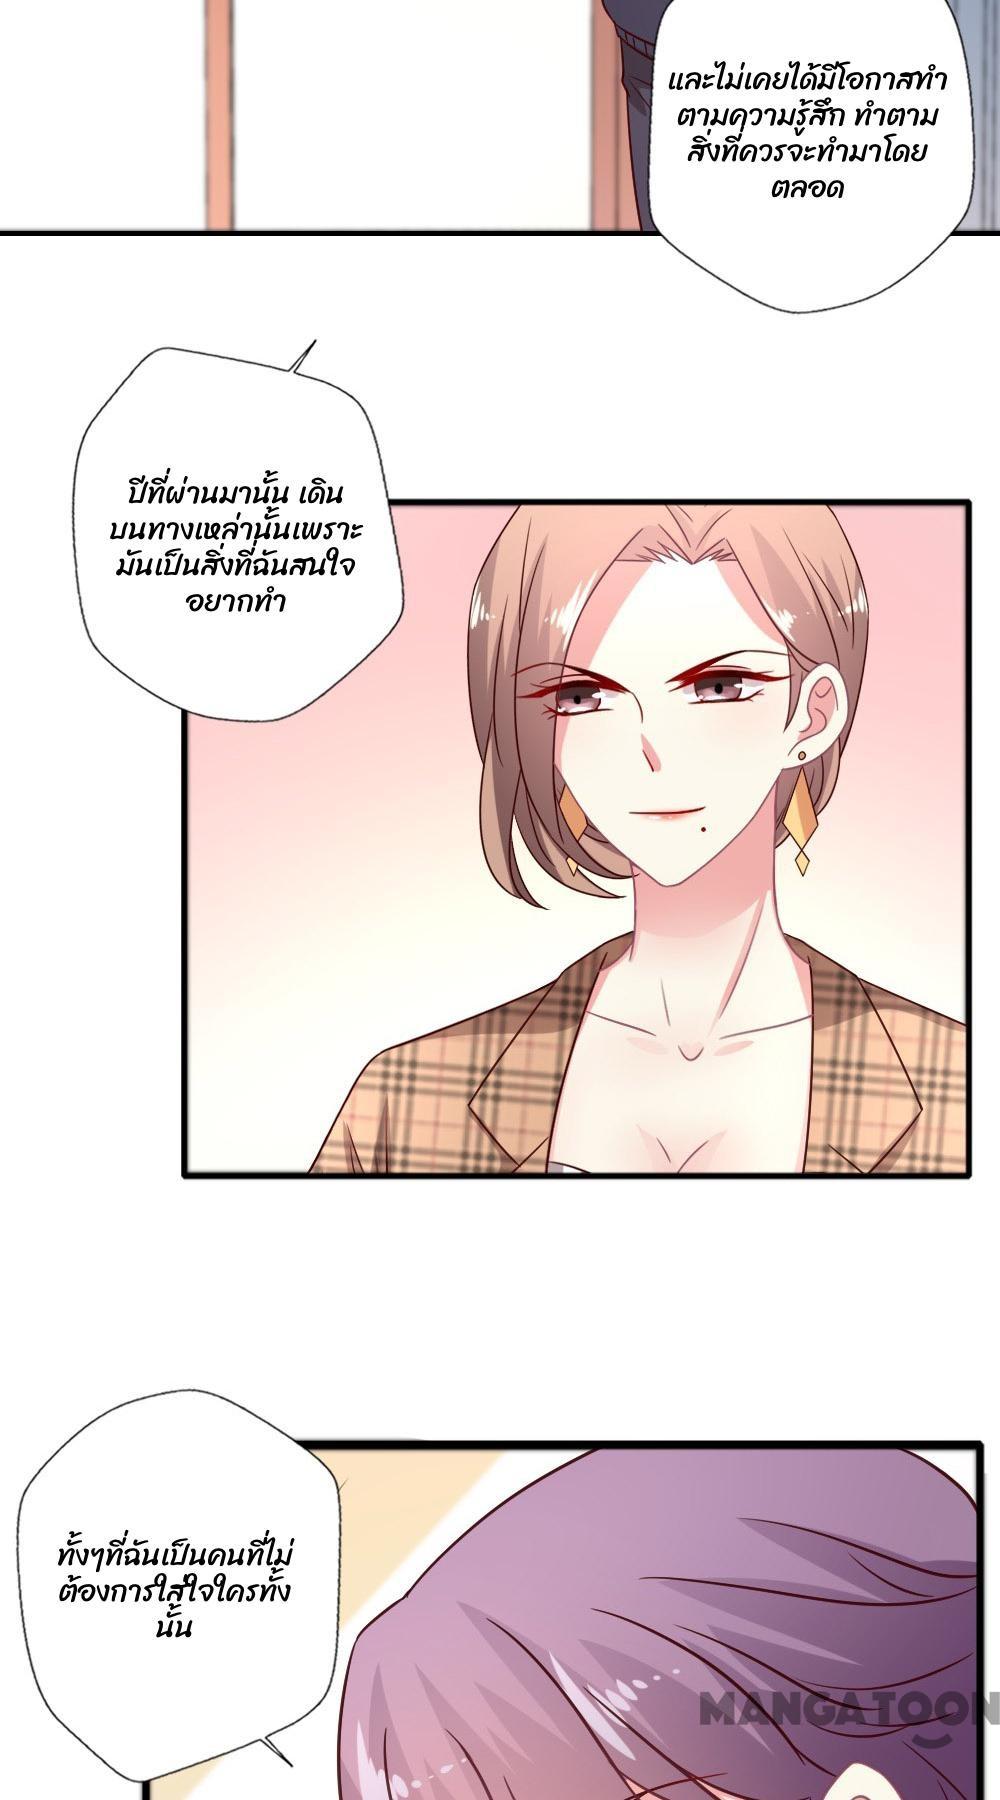 และไม่เคยได้มีโอกาสทำ
ตามความรู้สึก ทำตาม
สิ่งที่ควรจะทำมาโดย
ตลอด
ปีที่ผ่านมานั้น เดิน
บนทางเหล่านั้นเพราะ
มันเป็นสิ่งที่ฉันสนใจ
อยากทำ
ทั้งๆที่ฉันเป็นคนที่ไม่
ต้องการใส่ใจใครทั้ง
นั้น
MANGATOON